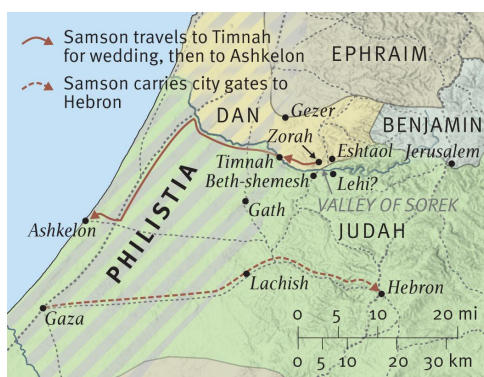 Samson travels to Timnah
for wedding, then to Ashkelon
Samson carries city gates to
Hebron
EPHRAIM
DAN
Gezer
BENJAMIN
Zorah
Eshtaol
Jerusalem
Timnah
Beth-shemesh
Lehi?
VALLEY OF SOREK
Gath
JUDAH
PHILISTIA
Ashkelon
Lachish
Hebron
Gaza
0 5 10 20 mi
0 5 10 20 30 km